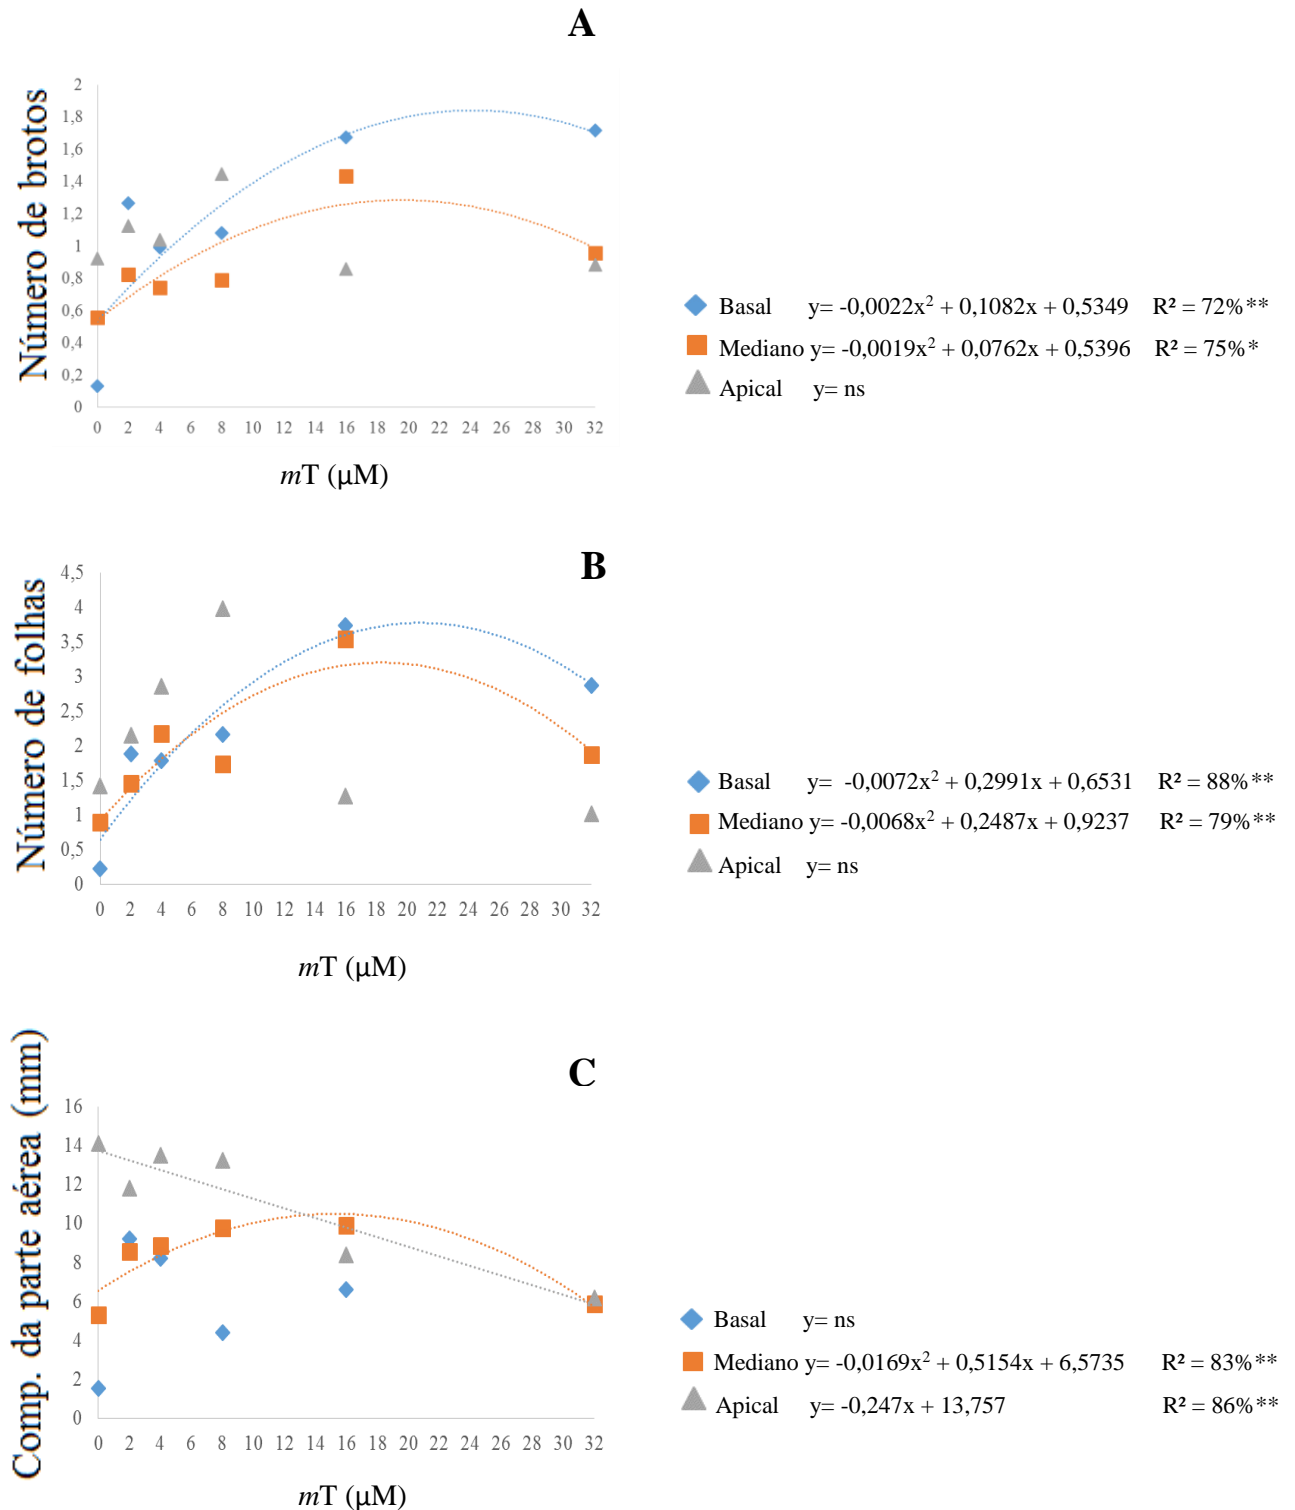 A
Número de brotos
2
1,8
1,6
1,4
1,2
1
0,8
0,6
0,4
0,2
0
0 2 4 6 8 10 12 14 16 18 20 22 24 26 28 30 32
mT (μM)
Basal y= -0,0022x² + 0,1082x + 0,5349 R² = 72%**
Mediano y= -0,0019x² + 0,0762x + 0,5396 R² = 75%*
Apical y= ns
B
Número de folhas
4,5
4
3,5
3
2,5
2
1,5
1
0,5
0
0 2 4 6 8 10 12 14 16 18 20 22 24 26 28 30 32
mT (μM)
Basal y= -0,0072x² + 0,2991x + 0,6531 R² = 88%**
Mediano y= -0,0068x² + 0,2487x + 0,9237 R² = 79%**
Apical y= ns
C
Comp. da parte aérea (mm)
16
14
12
10
8
6
4
2
0
0 2 4 6 8 10 12 14 16 18 20 22 24 26 28 30 32
mT (μM)
Basal y= ns
Mediano y= -0,0169x² + 0,5154x + 6,5735 R² = 83%**
Apical y= -0,247x + 13,757 R² = 86%**